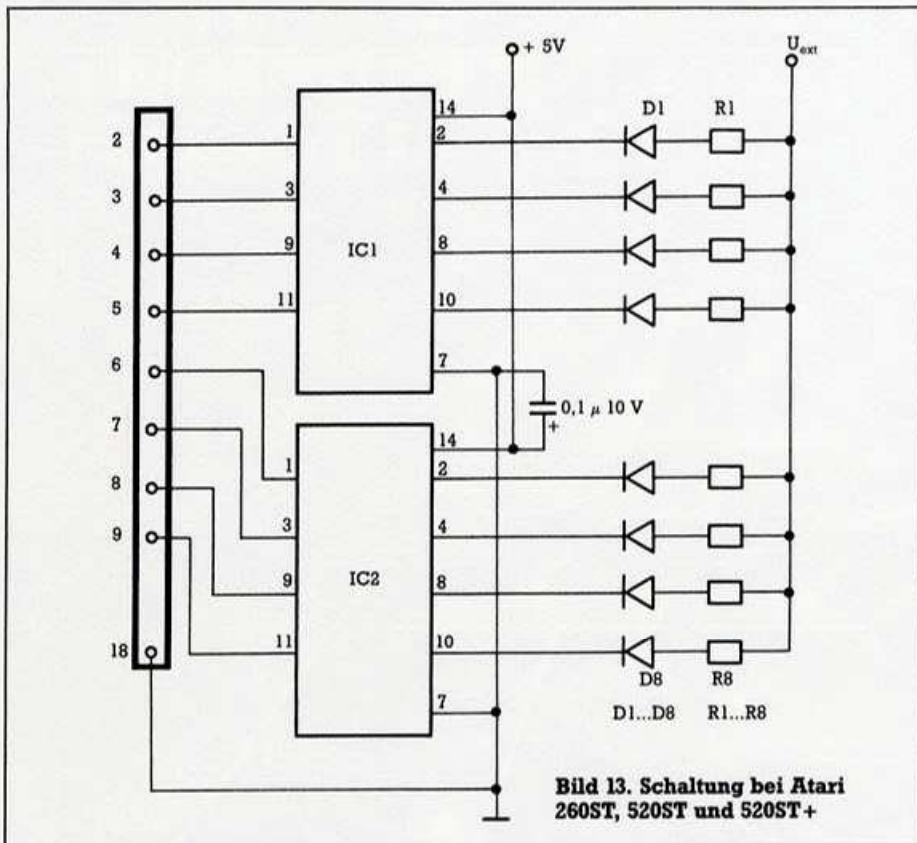 + 5V
U_ext
14
D1
R1
2
1
2
3
3
4
4
9
IC1
8
5
11
10
6
7
0,1 µ 10 V
+
7
14
1
2
8
3
4
9
9
IC2
8
18
11
10
D8
R8
7
D1...D8
R1...R8
Bild 13. Schaltung bei Atari
260ST, 520ST und 520ST+